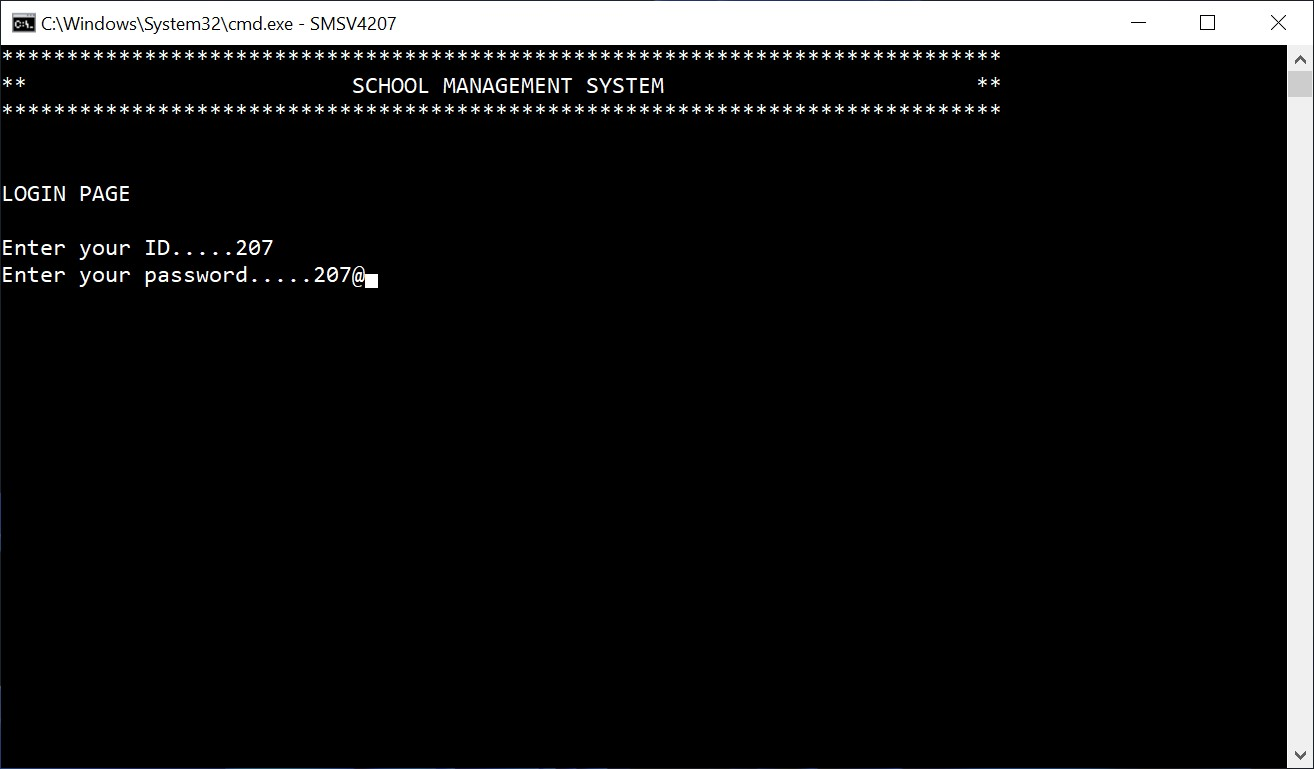 C:\Windows\System32\cmd.exe - SMSV4207
*****************************************************************************
** SCHOOL MANAGEMENT SYSTEM **
*****************************************************************************
LOGIN PAGE
Enter your ID.....207
Enter your password.....207@